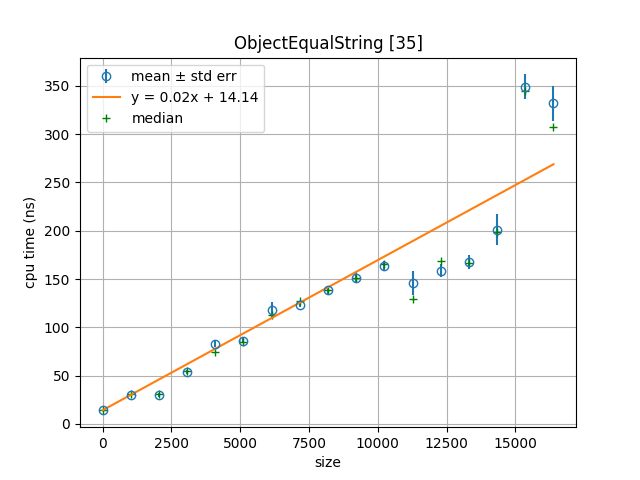 ObjectEqualString [35]
mean ± std err
y = 0.02x + 14.14
median
350
300
250
200
150
100
50
0
cpu time (ns)
0 2500 5000 7500 10000 12500 15000
size